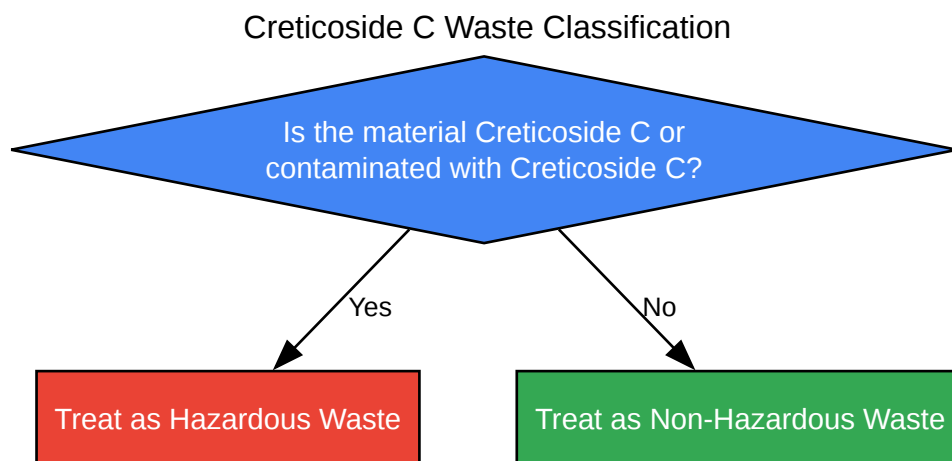 Creticoside C Waste Classification
Is the material Creticoside C or
contaminated with Creticoside C?
Yes
No
Treat as Hazardous Waste
Treat as Non-Hazardous Waste